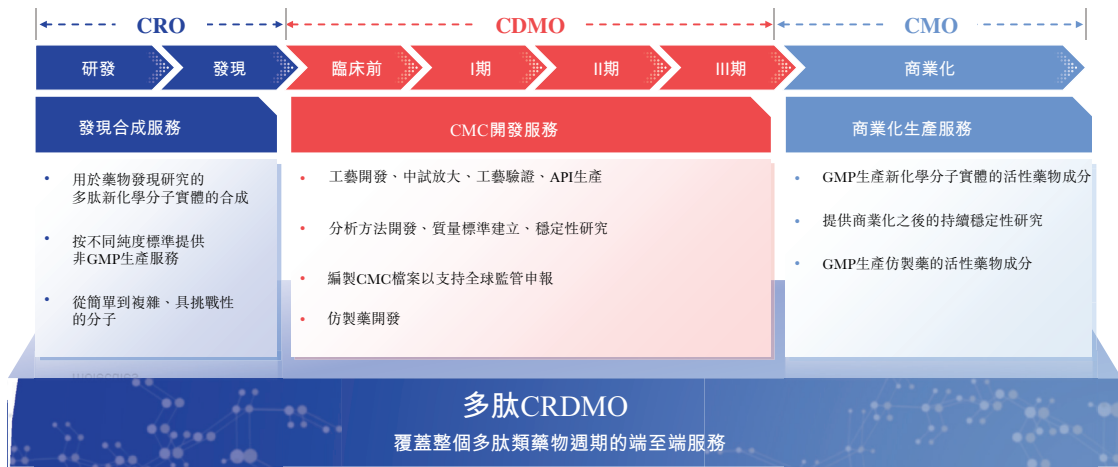 CRO
CDMO
CMO
研發
發現
臨床前
I期
II期
III期
商業化
發現合成服務
CMC開發服務
商業化生產服務
• 用於藥物發現研究的
多肽新化學分子實體的合成
• 按不同純度標準提供
非GMP生產服務
• 從簡單到複雜、具挑戰性
的分子
• 工藝開發、中試放大、工藝驗證、API生產
• 分析方法開發、質量標準建立、穩定性研究
• 編製CMC檔案以支持全球監管申報
• 仿製藥開發
• GMP生產新化學分子實體的活性藥物成分
• 提供商業化之後的持續穩定性研究
• GMP生產仿製藥的活性藥物成分
多肽CRDMO
覆蓋整個多肽類藥物週期的端至端服務